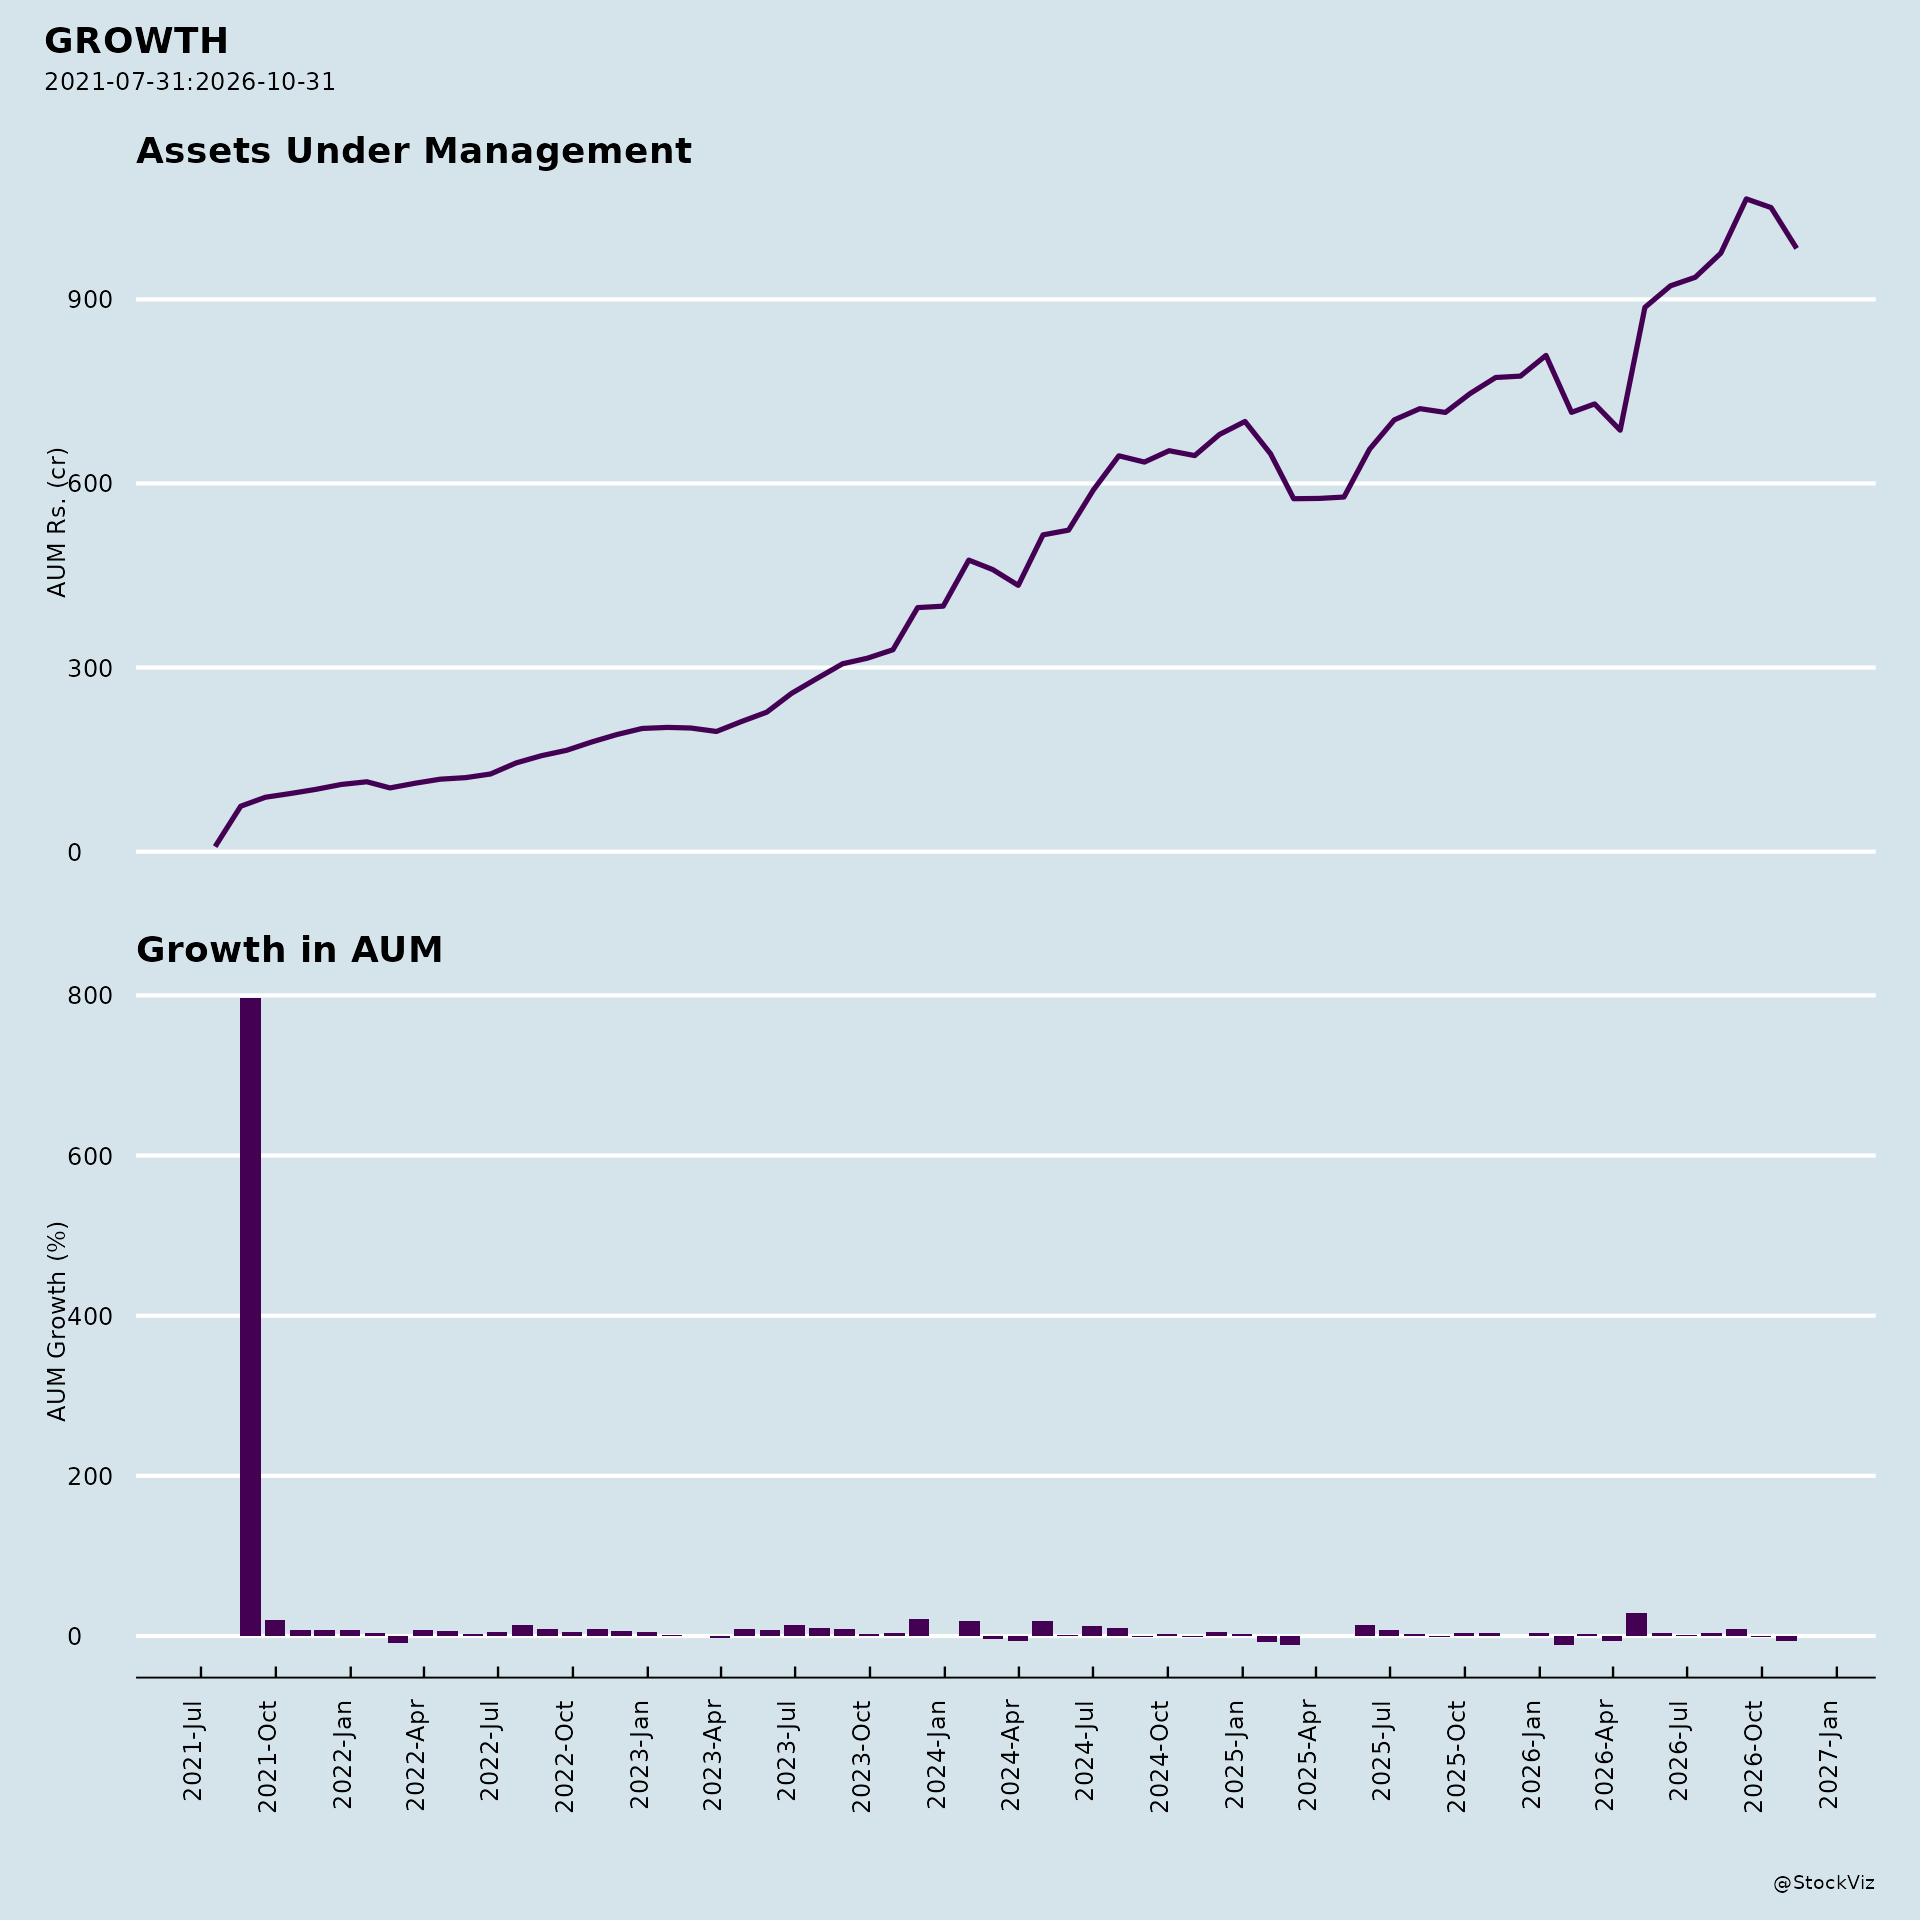 GROWTH
2021-07-31:2026-10-31
Assets Under Management
AUM Rs. (cr)
900
600
300
0
Growth in AUM
AUM Growth (%)
800
600
400
200
0
2021-Jul
2021-Oct
2022-Jan
2022-Apr
2022-Jul
2022-Oct
2023-Jan
2023-Apr
2023-Jul
2023-Oct
2024-Jan
2024-Apr
2024-Jul
2024-Oct
2025-Jan
2025-Apr
2025-Jul
2025-Oct
2026-Jan
2026-Apr
2026-Jul
2026-Oct
2027-Jan
@StockViz